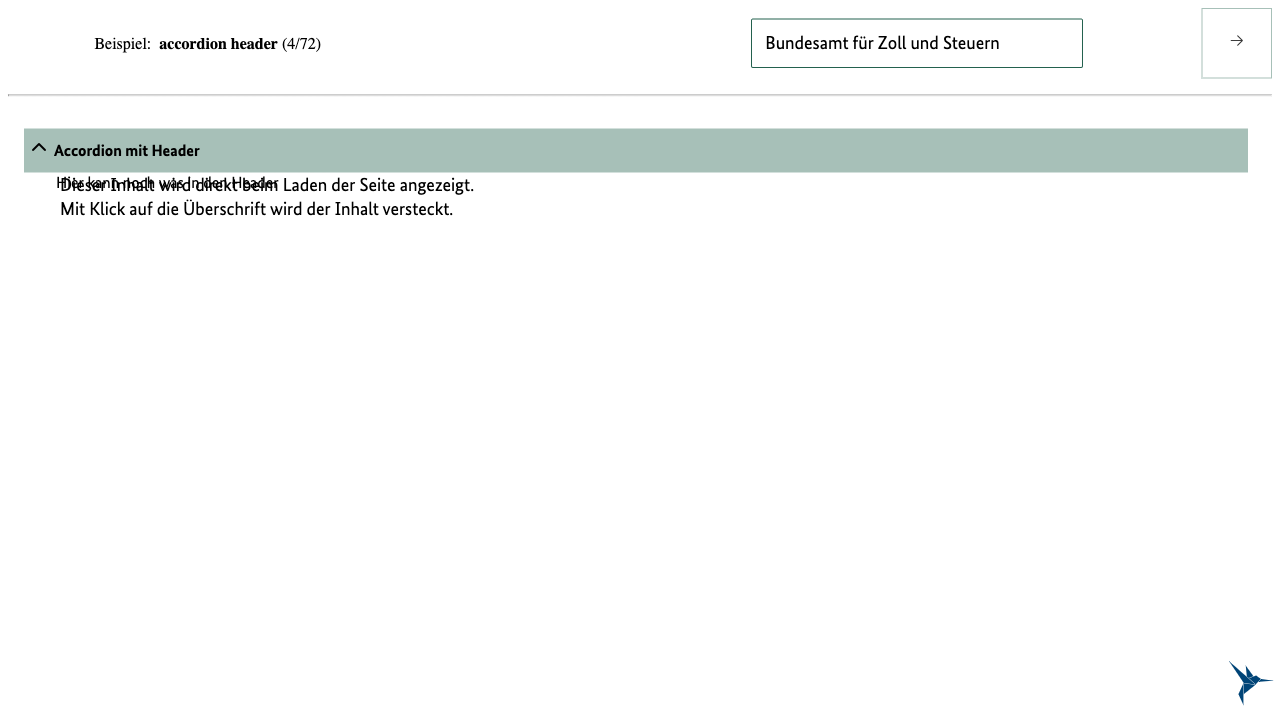 Beispiel: accordion header (4/72)
Bundesamt für Zoll und Steuern
Accordion mit Header
Hier kann noch was in den Header
Dieser Inhalt wird direkt beim Laden der Seite angezeigt.
Mit Klick auf die Überschrift wird der Inhalt versteckt.